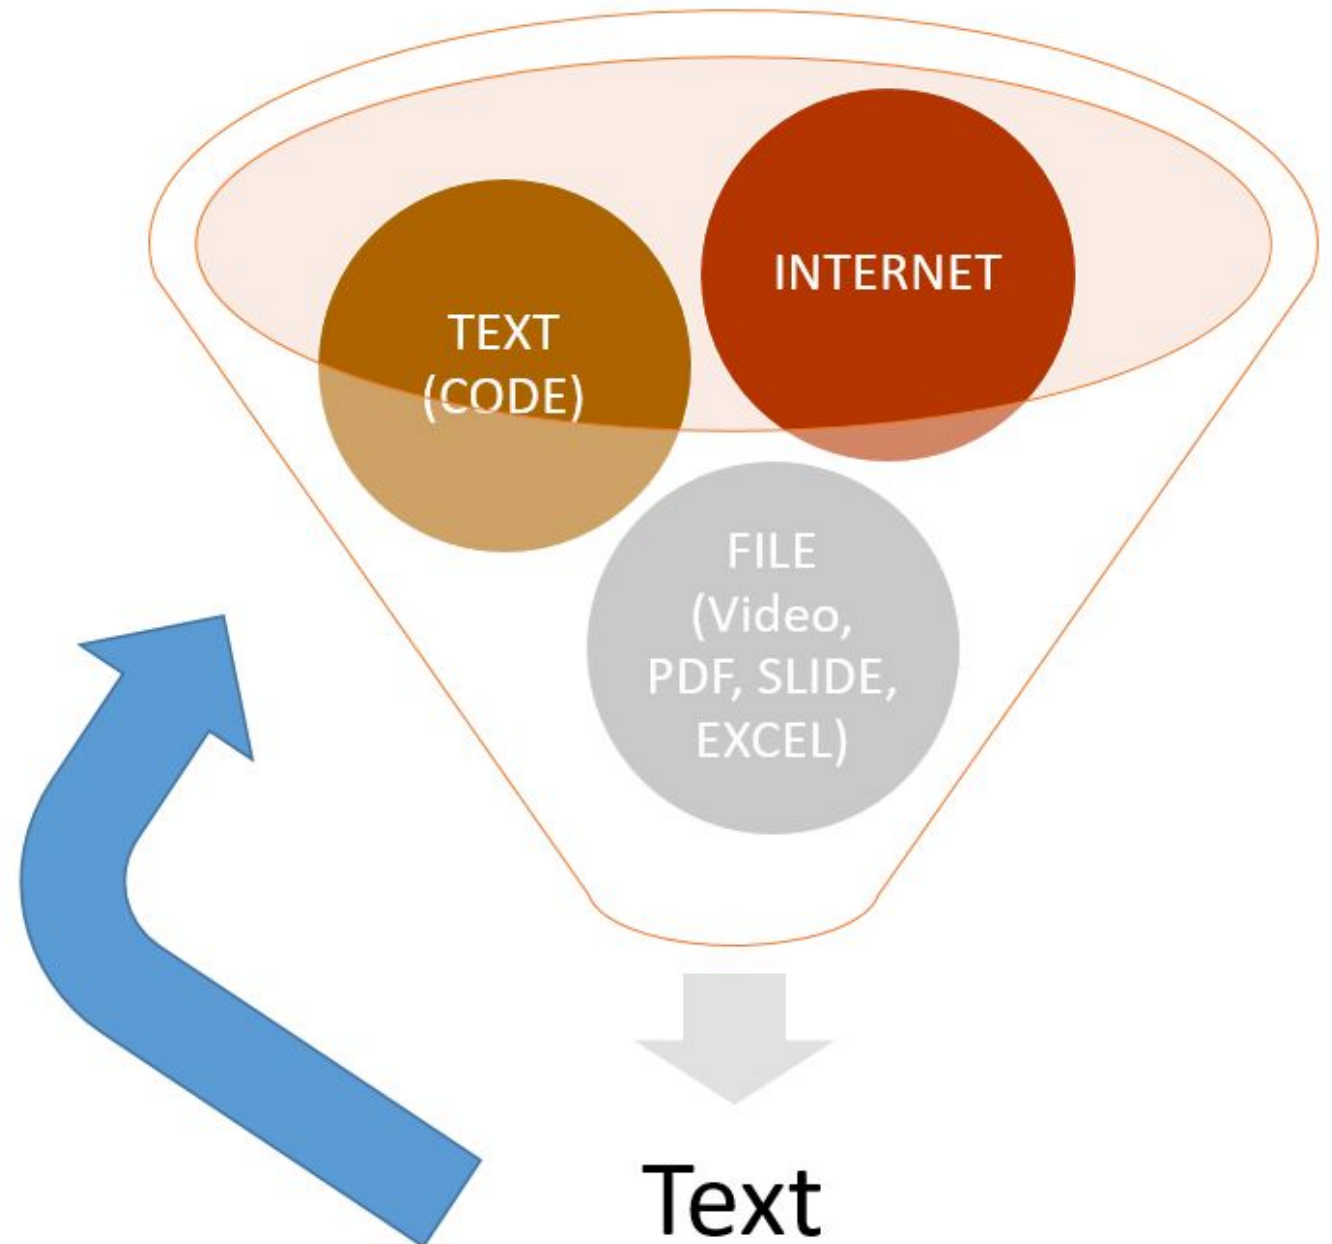 INTERNET
TEXT
(CODE)
FILE
(Video,
PDF, SLIDE,
EXCEL)
Text